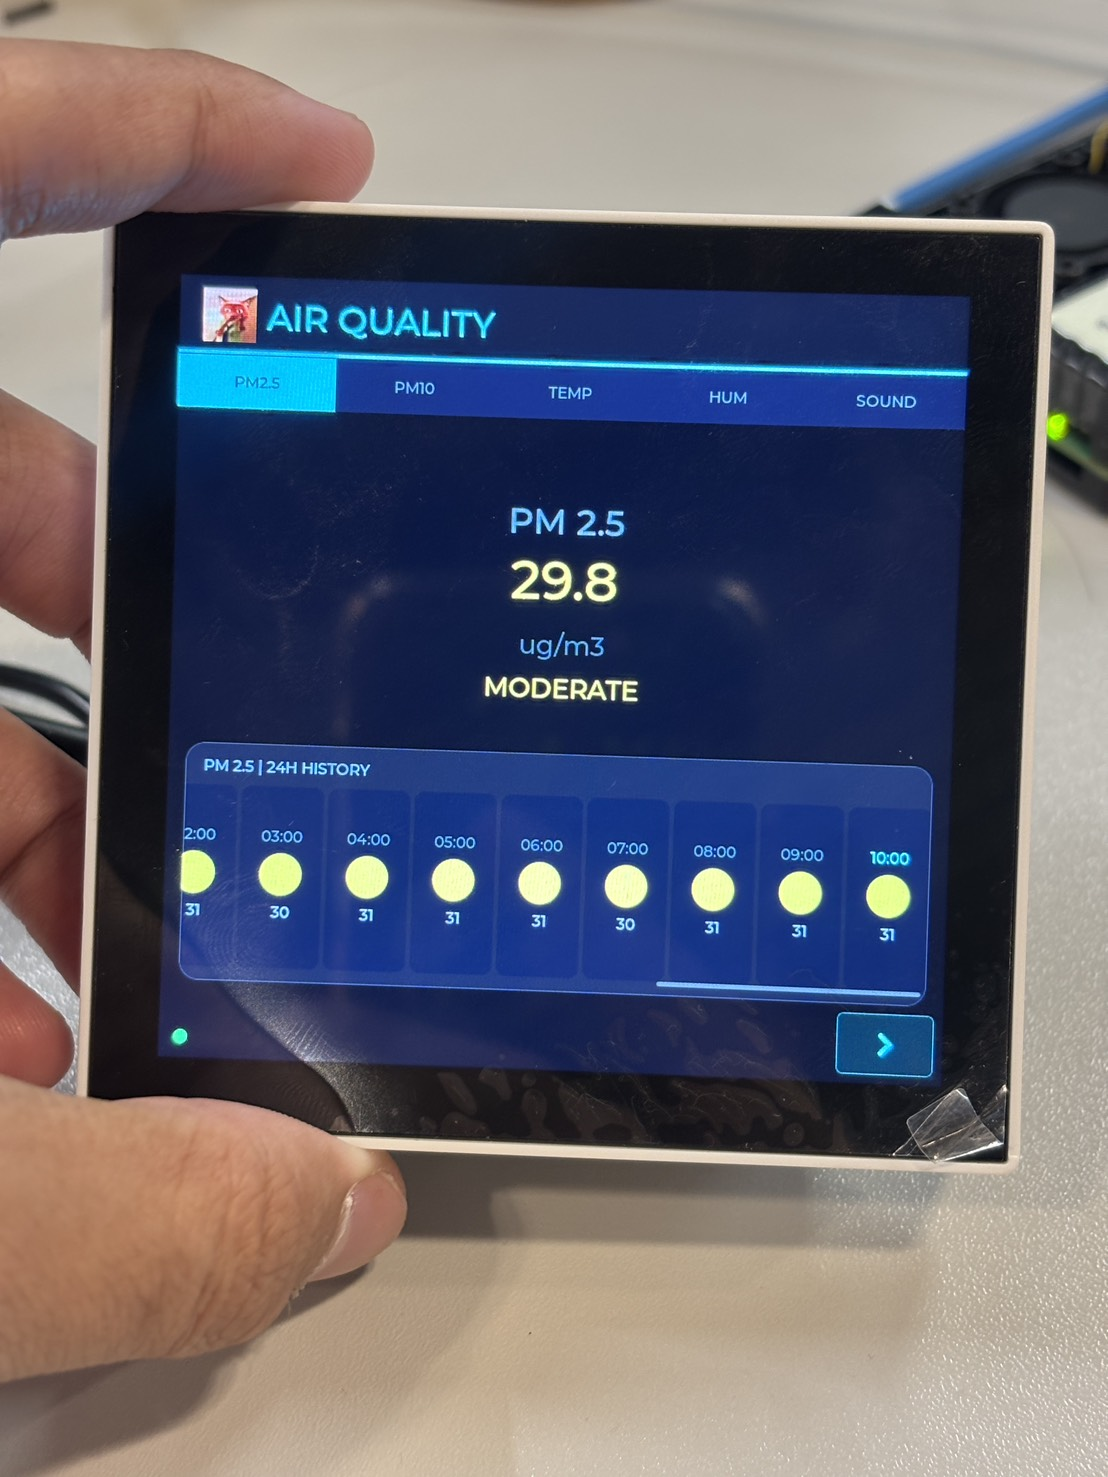 AIR QUALITY
PM2.5 PM10 TEMP HUM SOUND
PM 2.5
29.8
ug/m3
MODERATE
PM 2.5 | 24H HISTORY
2:00 03:00 04:00 05:00 06:00 07:00 08:00 09:00 10:00
31 30 31 31 31 30 31 31 31